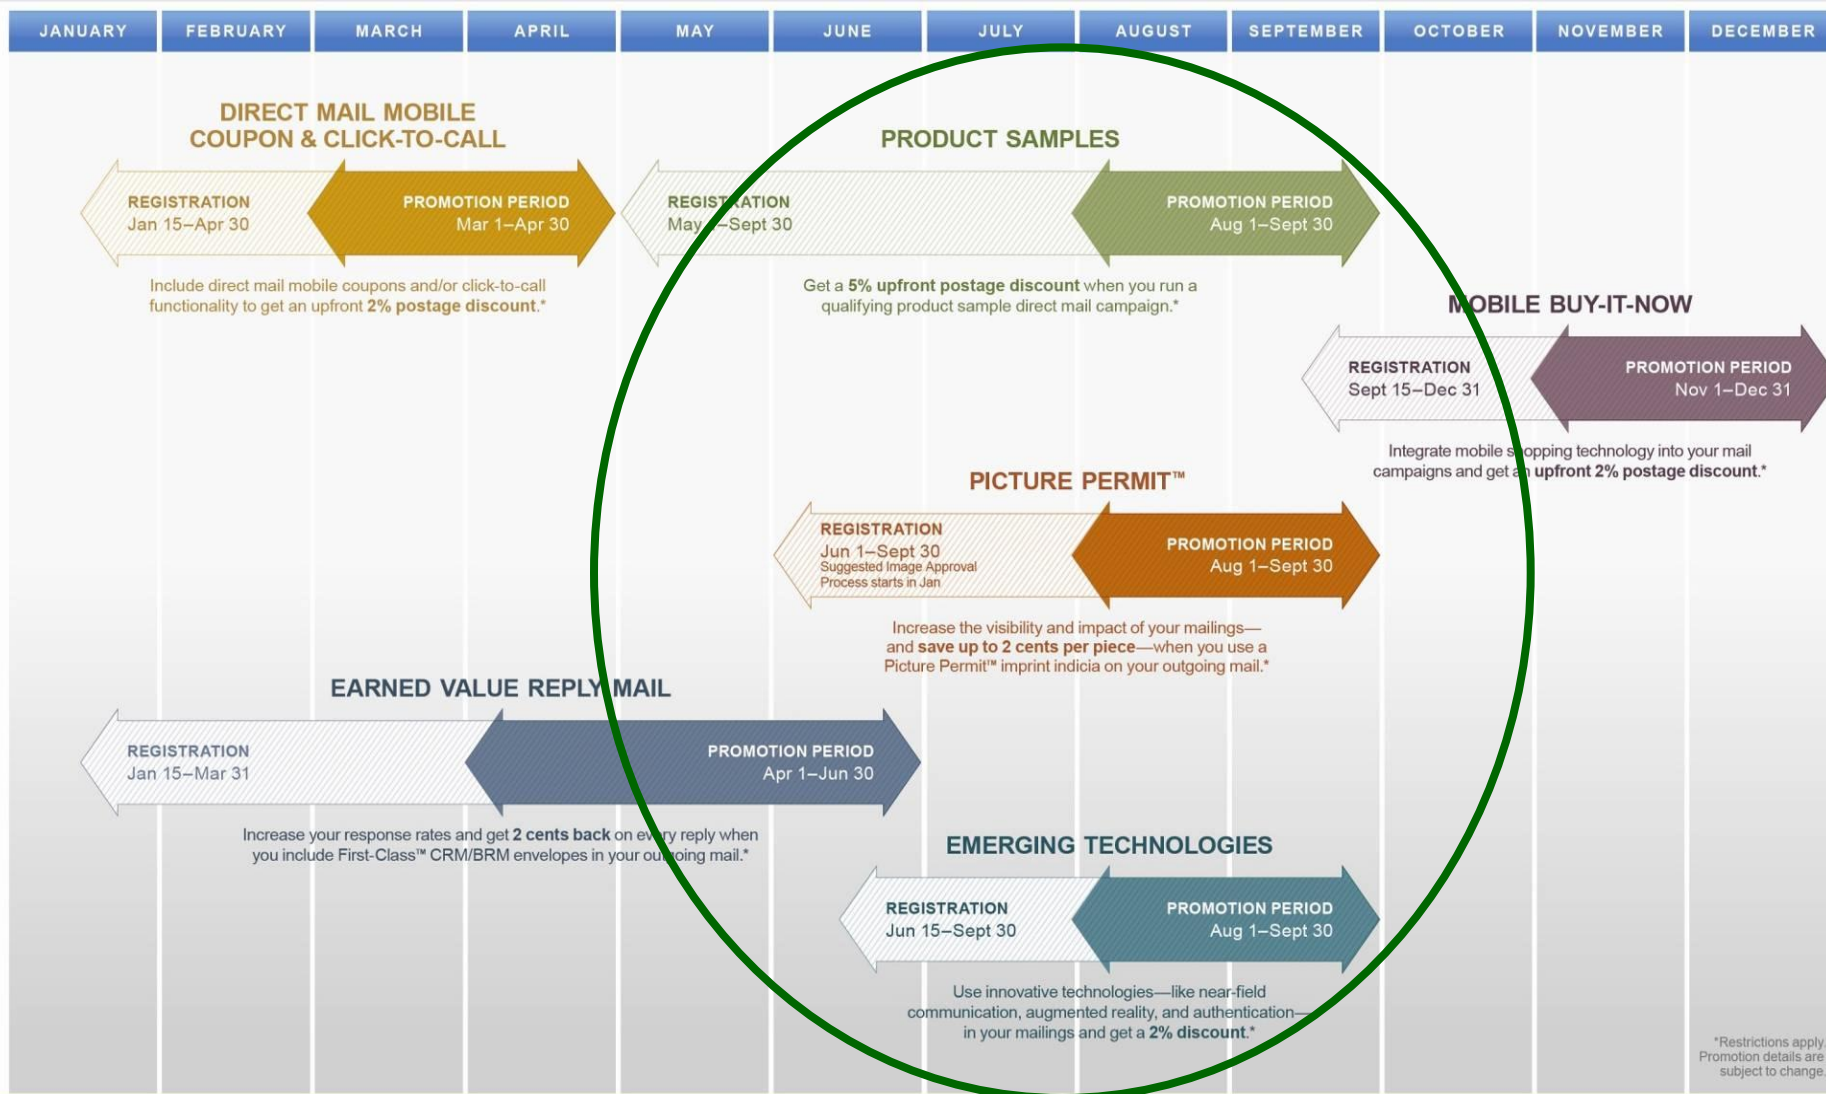 JANUARY
FEBRUARY
MARCH
APRIL
MAY
JUNE
JULY
AUGUST
SEPTEMBER
OCTOBER
NOVEMBER
DECEMBER
DIRECT MAIL MOBILE
COUPON & CLICK-TO-CALL
REGISTRATION
Jan 15–Apr 30
PROMOTION PERIOD
Mar 1–Apr 30
Include direct mail mobile coupons and/or click-to-call
functionality to get an upfront 2% postage discount.*
PRODUCT SAMPLES
REGISTRATION
May 1–Sept 30
PROMOTION PERIOD
Aug 1–Sept 30
Get a 5% upfront postage discount when you run a
qualifying product sample direct mail campaign.*
MOBILE BUY-IT-NOW
REGISTRATION
Sept 15–Dec 31
PROMOTION PERIOD
Nov 1–Dec 31
Integrate mobile shopping technology into your mail
campaigns and get an upfront 2% postage discount.*
PICTURE PERMIT™
REGISTRATION
Jun 1–Sept 30
Suggested Image Approval
Process starts in Jan
PROMOTION PERIOD
Aug 1–Sept 30
Increase the visibility and impact of your mailings—
and save up to 2 cents per piece—when you use a
Picture Permit™ imprint indicia on your outgoing mail.*
EARNED VALUE REPLY MAIL
REGISTRATION
Jan 15–Mar 31
PROMOTION PERIOD
Apr 1–Jun 30
Increase your response rates and get 2 cents back on every reply when
you include First-Class™ CRM/BRM envelopes in your outgoing mail.*
EMERGING TECHNOLOGIES
REGISTRATION
Jun 15–Sept 30
PROMOTION PERIOD
Aug 1–Sept 30
Use innovative technologies—like near-field
communication, augmented reality, and authentication—
in your mailings and get a 2% discount.*
*Restrictions apply.
Promotion details are
subject to change.